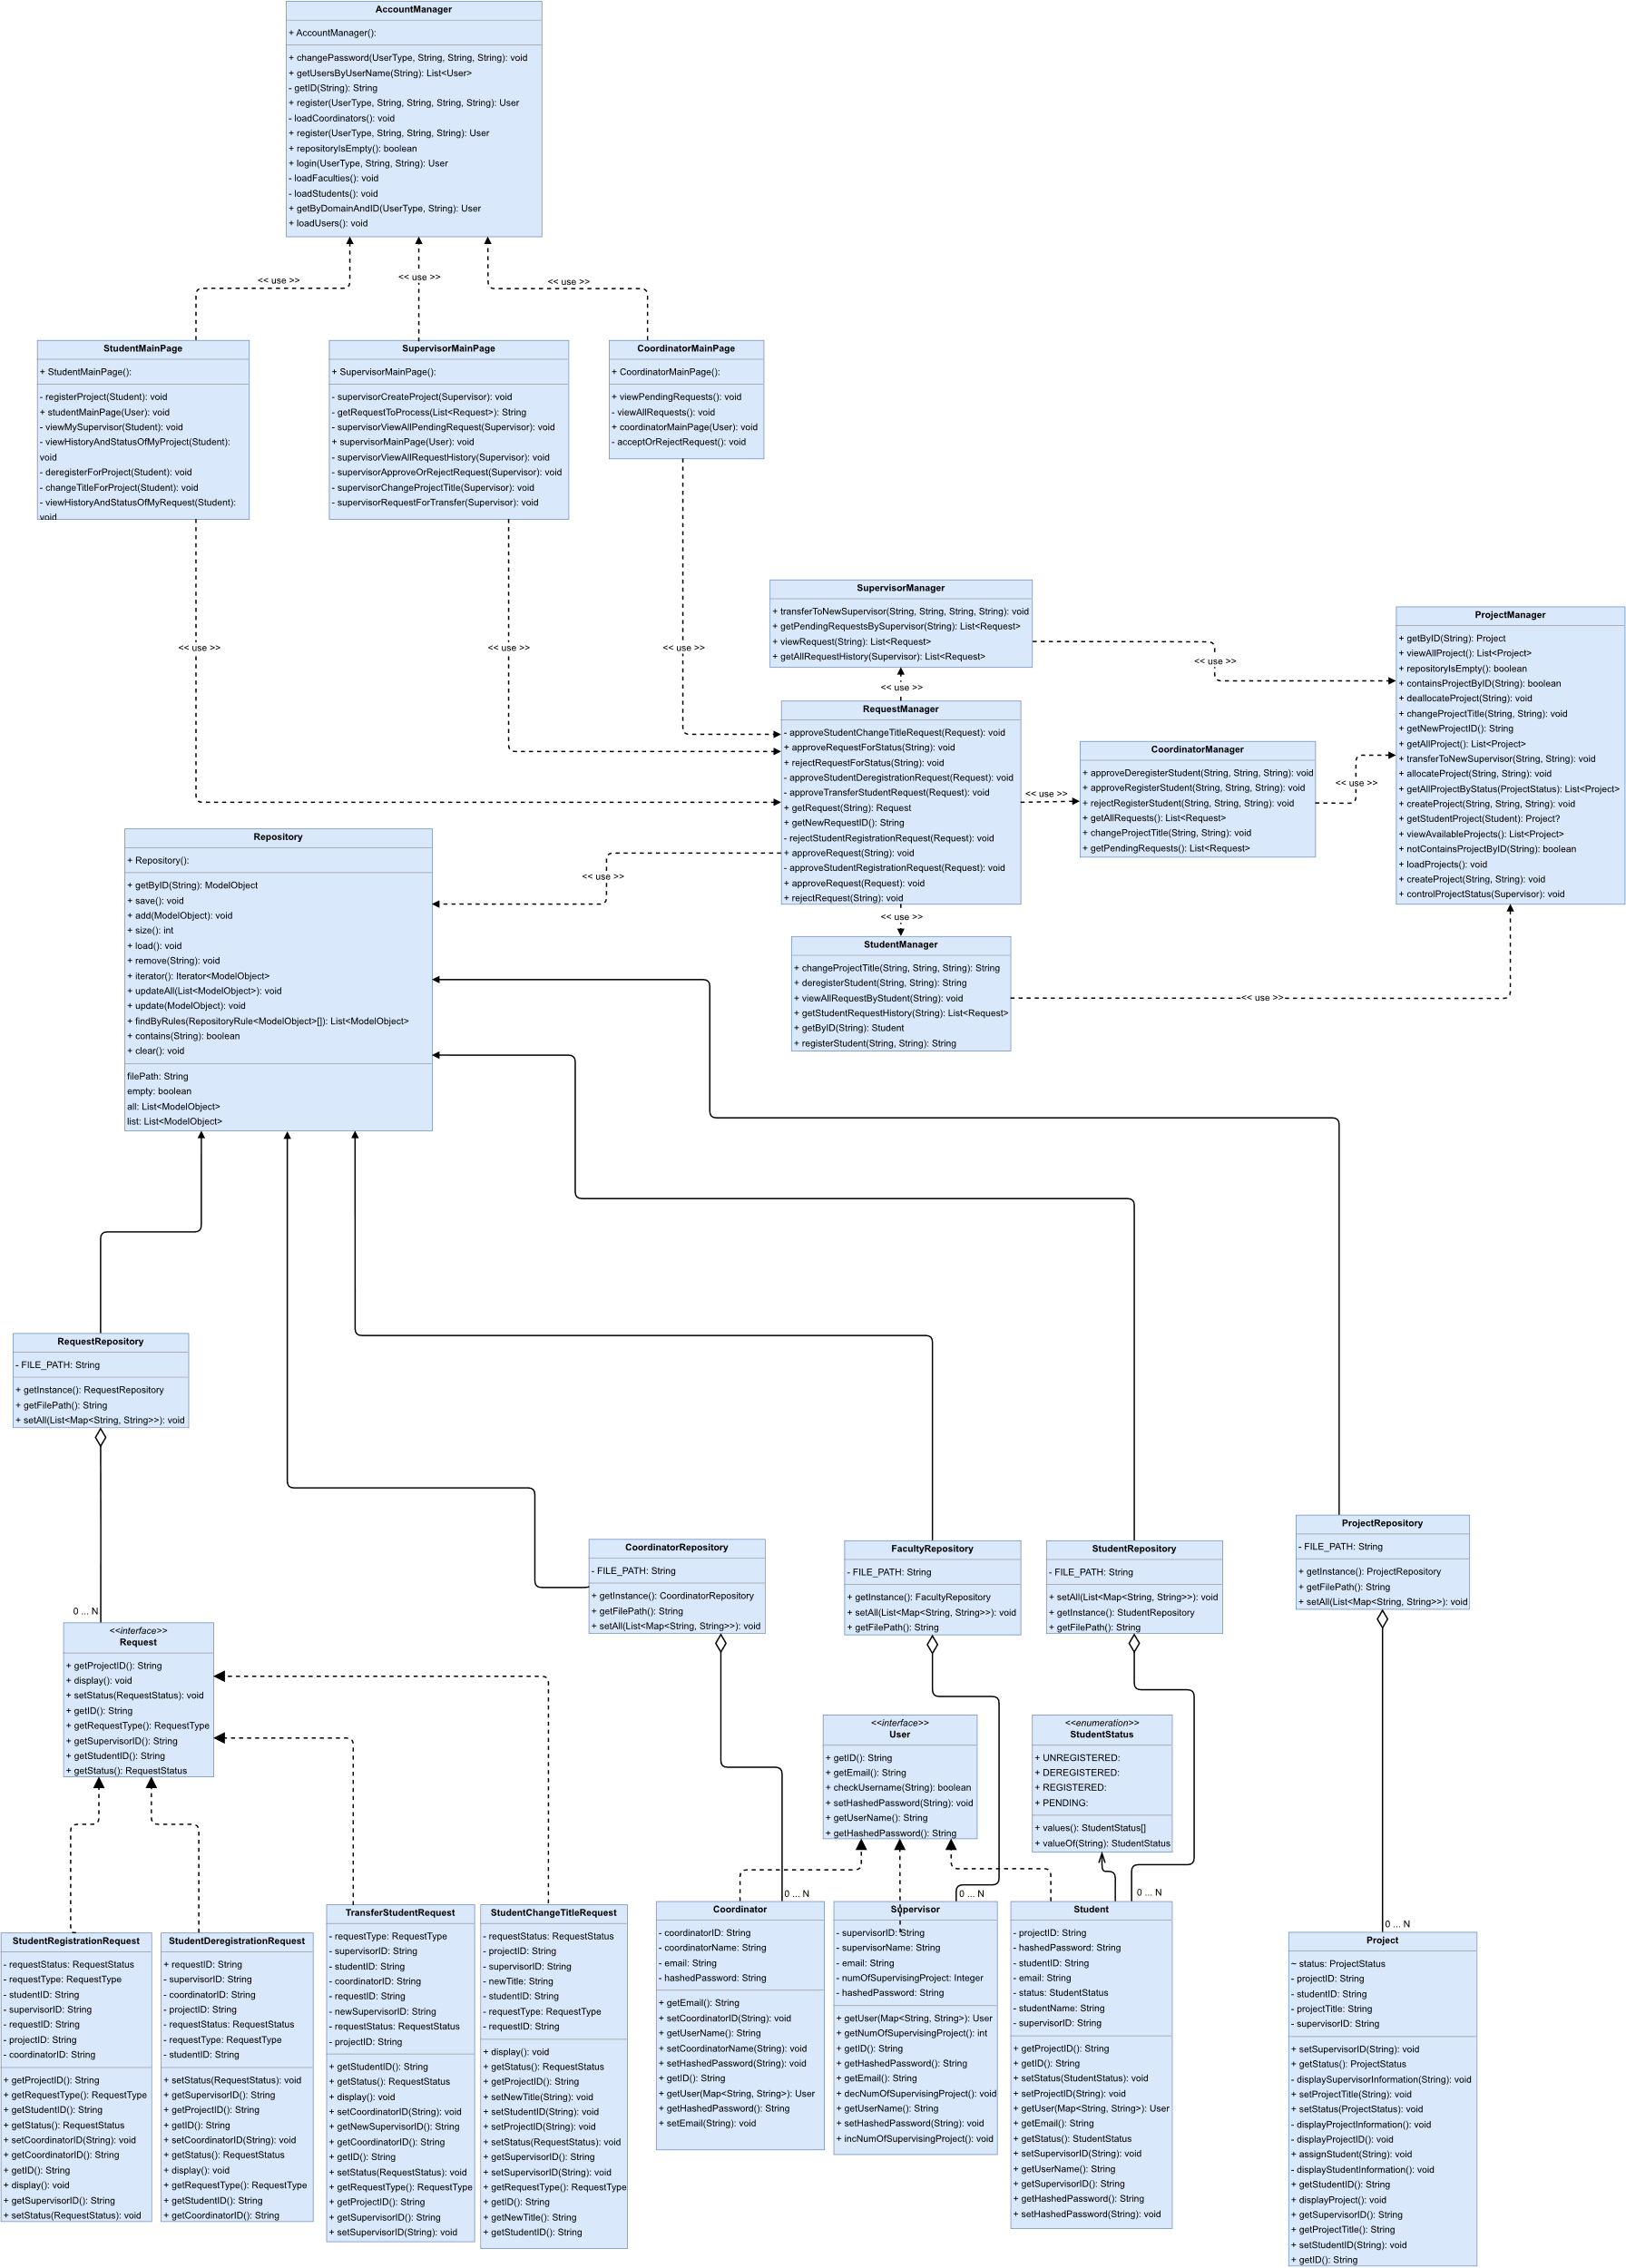 AccountManager
+ AccountManager():
+ changePassword(UserType, String, String, String): void
+ getUsersByUserName(String): List<User>
- getID(String): String
+ register(UserType, String, String, String, String): User
- loadCoordinators(): void
+ register(UserType, String, String, String): User
+ repositoryIsEmpty(): boolean
+ login(UserType, String, String): User
- loadFaculties(): void
- loadStudents(): void
+ getByDomainAndID(UserType, String): User
+ loadUsers(): void
<< use >>
<< use >>
<< use >>
StudentMainPage
+ StudentMainPage():
- registerProject(Student): void
+ studentMainPage(User): void
- viewMySupervisor(Student): void
- viewHistoryAndStatusOfMyProject(Student):
void
- deregisterForProject(Student): void
- changeTitleForProject(Student): void
- viewHistoryAndStatusOfMyRequest(Student):
void
SupervisorMainPage
+ SupervisorMainPage():
- supervisorCreateProject(Supervisor): void
- getRequestToProcess(List<Request>): String
- supervisorViewAllPendingRequest(Supervisor): void
+ supervisorMainPage(User): void
- supervisorViewAllRequestHistory(Supervisor): void
- supervisorApproveOrRejectRequest(Supervisor): void
- supervisorChangeProjectTitle(Supervisor): void
- supervisorRequestForTransfer(Supervisor): void
CoordinatorMainPage
+ CoordinatorMainPage():
+ viewPendingRequests(): void
- viewAllRequests(): void
+ coordinatorMainPage(User): void
- acceptOrRejectRequest(): void
<< use >>
<< use >>
<< use >>
SupervisorManager
+ transferToNewSupervisor(String, String, String, String): void
+ getPendingRequestsBySupervisor(String): List<Request>
+ viewRequest(String): List<Request>
+ getAllRequestHistory(Supervisor): List<Request>
<< use >>
<< use >>
ProjectManager
+ getByID(String): Project
+ viewAllProject(): List<Project>
+ repositoryIsEmpty(): boolean
+ containsProjectByID(String): boolean
+ deallocateProject(String): void
+ changeProjectTitle(String, String): void
+ getNewProjectID(): String
+ getAllProject(): List<Project>
+ transferToNewSupervisor(String, String): void
+ allocateProject(String, String): void
+ getAllProjectByStatus(ProjectStatus): List<Project>
+ createProject(String, String, String): void
+ getStudentProject(Student): Project?
+ viewAvailableProjects(): List<Project>
+ notContainsProjectByID(String): boolean
+ loadProjects(): void
+ createProject(String, String): void
+ controlProjectStatus(Supervisor): void
RequestManager
- approveStudentChangeTitleRequest(Request): void
+ approveRequestForStatus(String): void
+ rejectRequestForStatus(String): void
- approveStudentDeregistrationRequest(Request): void
- approveTransferStudentRequest(Request): void
+ getRequest(String): Request
+ getNewRequestID(): String
- rejectStudentRegistrationRequest(Request): void
+ approveRequest(String): void
- approveStudentRegistrationRequest(Request): void
+ approveRequest(Request): void
+ rejectRequest(String): void
<< use >>
CoordinatorManager
+ approveDeregisterStudent(String, String, String): void
+ approveRegisterStudent(String, String, String): void
+ rejectRegisterStudent(String, String, String): void
+ getAllRequests(): List<Request>
+ changeProjectTitle(String, String): void
+ getPendingRequests(): List<Request>
<< use >>
<< use >>
<< use >>
StudentManager
+ changeProjectTitle(String, String, String): String
+ deregisterStudent(String, String): String
+ viewAllRequestByStudent(String): void
+ getStudentRequestHistory(String): List<Request>
+ getByID(String): Student
+ registerStudent(String, String): String
<< use >>
Repository
+ Repository():
+ getByID(String): ModelObject
+ save(): void
+ add(ModelObject): void
+ size(): int
+ load(): void
+ remove(String): void
+ iterator(): Iterator<ModelObject>
+ updateAll(List<ModelObject>): void
+ update(ModelObject): void
+ findByRules(RepositoryRule<ModelObject>[]): List<ModelObject>
+ contains(String): boolean
+ clear(): void
filePath: String
empty: boolean
all: List<ModelObject>
list: List<ModelObject>
RequestRepository
- FILE_PATH: String
+ getInstance(): RequestRepository
+ getFilePath(): String
+ setAll(List<Map<String, String>>): void
CoordinatorRepository
- FILE_PATH: String
+ getInstance(): CoordinatorRepository
+ getFilePath(): String
+ setAll(List<Map<String, String>>): void
FacultyRepository
- FILE_PATH: String
+ getInstance(): FacultyRepository
+ setAll(List<Map<String, String>>): void
+ getFilePath(): String
StudentRepository
- FILE_PATH: String
+ setAll(List<Map<String, String>>): void
+ getInstance(): StudentRepository
+ getFilePath(): String
ProjectRepository
- FILE_PATH: String
+ getInstance(): ProjectRepository
+ getFilePath(): String
+ setAll(List<Map<String, String>>): void
0 ... N
<<interface>>
Request
+ getProjectID(): String
+ display(): void
+ setStatus(RequestStatus): void
+ getID(): String
+ getRequestType(): RequestType
+ getSupervisorID(): String
+ getStudentID(): String
+ getStatus(): RequestStatus
<<interface>>
User
+ getID(): String
+ getEmail(): String
+ checkUsername(String): boolean
+ setHashedPassword(String): void
+ getUserName(): String
+ getHashedPassword(): String
<<enumeration>>
StudentStatus
+ UNREGISTERED:
+ DEREGISTERED:
+ REGISTERED:
+ PENDING:
+ values(): StudentStatus[]
+ valueOf(String): StudentStatus
0 ... N
0 ... N
0 ... N
0 ... N
StudentRegistrationRequest
- requestStatus: RequestStatus
- requestType: RequestType
- studentID: String
- supervisorID: String
- requestID: String
- projectID: String
- coordinatorID: String
+ getProjectID(): String
+ getRequestType(): RequestType
+ getStudentID(): String
+ getStatus(): RequestStatus
+ setCoordinatorID(String): void
+ getCoordinatorID(): String
+ getID(): String
+ display(): void
+ getSupervisorID(): String
+ setStatus(RequestStatus): void
StudentDeregistrationRequest
+ requestID: String
- supervisorID: String
- coordinatorID: String
- projectID: String
- requestStatus: RequestStatus
- requestType: RequestType
- studentID: String
+ setStatus(RequestStatus): void
+ getSupervisorID(): String
+ getProjectID(): String
+ getID(): String
+ setCoordinatorID(String): void
+ getStatus(): RequestStatus
+ display(): void
+ getRequestType(): RequestType
+ getStudentID(): String
+ getCoordinatorID(): String
TransferStudentRequest
- requestType: RequestType
- supervisorID: String
- studentID: String
- coordinatorID: String
- requestID: String
- newSupervisorID: String
- requestStatus: RequestStatus
- projectID: String
+ getStudentID(): String
+ getStatus(): RequestStatus
+ display(): void
+ setCoordinatorID(String): void
+ getNewSupervisorID(): String
+ getCoordinatorID(): String
+ getID(): String
+ setStatus(RequestStatus): void
+ getRequestType(): RequestType
+ getProjectID(): String
+ getSupervisorID(): String
+ setSupervisorID(String): void
StudentChangeTitleRequest
- requestStatus: RequestStatus
- projectID: String
- supervisorID: String
- newTitle: String
- studentID: String
- requestType: RequestType
- requestID: String
+ display(): void
+ getStatus(): RequestStatus
+ getProjectID(): String
+ setNewTitle(String): void
+ setStudentID(String): void
+ setProjectID(String): void
+ setStatus(RequestStatus): void
+ getSupervisorID(): String
+ setSupervisorID(String): void
+ getRequestType(): RequestType
+ getID(): String
+ getNewTitle(): String
+ getStudentID(): String
Coordinator
- coordinatorID: String
- coordinatorName: String
- email: String
- hashedPassword: String
+ getEmail(): String
+ setCoordinatorID(String): void
+ getUserName(): String
+ setCoordinatorName(String): void
+ setHashedPassword(String): void
+ getID(): String
+ getUser(Map<String, String>): User
+ getHashedPassword(): String
+ setEmail(String): void
Supervisor
- supervisorID: String
- supervisorName: String
- email: String
- numOfSupervisingProject: Integer
- hashedPassword: String
+ getUser(Map<String, String>): User
+ getNumOfSupervisingProject(): int
+ getID(): String
+ getHashedPassword(): String
+ getEmail(): String
+ decNumOfSupervisingProject(): void
+ getUserName(): String
+ setHashedPassword(String): void
+ incNumOfSupervisingProject(): void
Student
- projectID: String
- hashedPassword: String
- studentID: String
- email: String
- status: StudentStatus
- studentName: String
- supervisorID: String
+ getProjectID(): String
+ getID(): String
+ setStatus(StudentStatus): void
+ setProjectID(String): void
+ getUser(Map<String, String>): User
+ getEmail(): String
+ getStatus(): StudentStatus
+ setSupervisorID(String): void
+ getUserName(): String
+ getSupervisorID(): String
+ getHashedPassword(): String
+ setHashedPassword(String): void
Project
~ status: ProjectStatus
- projectID: String
- studentID: String
- projectTitle: String
- supervisorID: String
+ setSupervisorID(String): void
+ getStatus(): ProjectStatus
- displaySupervisorInformation(String): void
+ setProjectTitle(String): void
+ setStatus(ProjectStatus): void
- displayProjectInformation(): void
- displayProjectID(): void
+ assignStudent(String): void
- displayStudentInformation(): void
+ getStudentID(): String
+ displayProject(): void
+ getSupervisorID(): String
+ getProjectTitle(): String
+ setStudentID(String): void
+ getID(): String